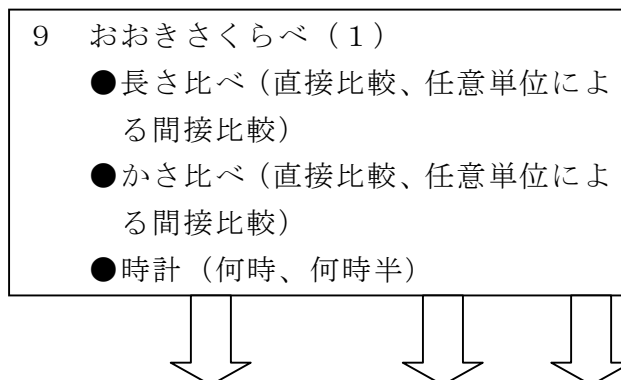 9　おおきさくらべ（１）
●長さ比べ（直接比較、任意単位によ
る間接比較）
●かさ比べ（直接比較、任意単位によ
る間接比較）
●時計（何時、何時半）